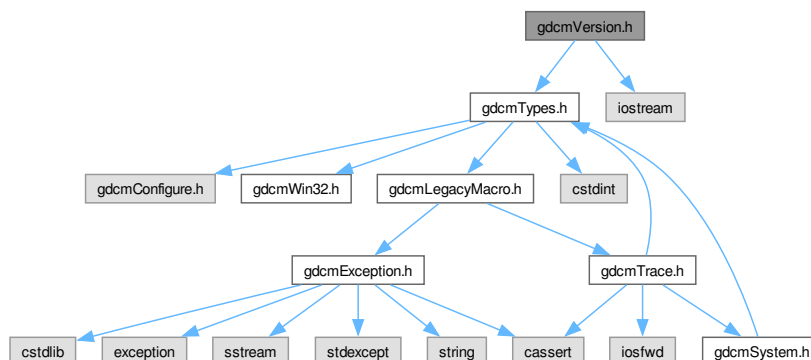 gdcmVersion.h
gdcmTypes.h
iostream
gdcmConfigure.h
gdcmWin32.h
gdcmLegacyMacro.h
cstdint
gdcmException.h
gdcmTrace.h
cstdlib
exception
sstream
stdexcept
string
cassert
iosfwd
gdcmSystem.h